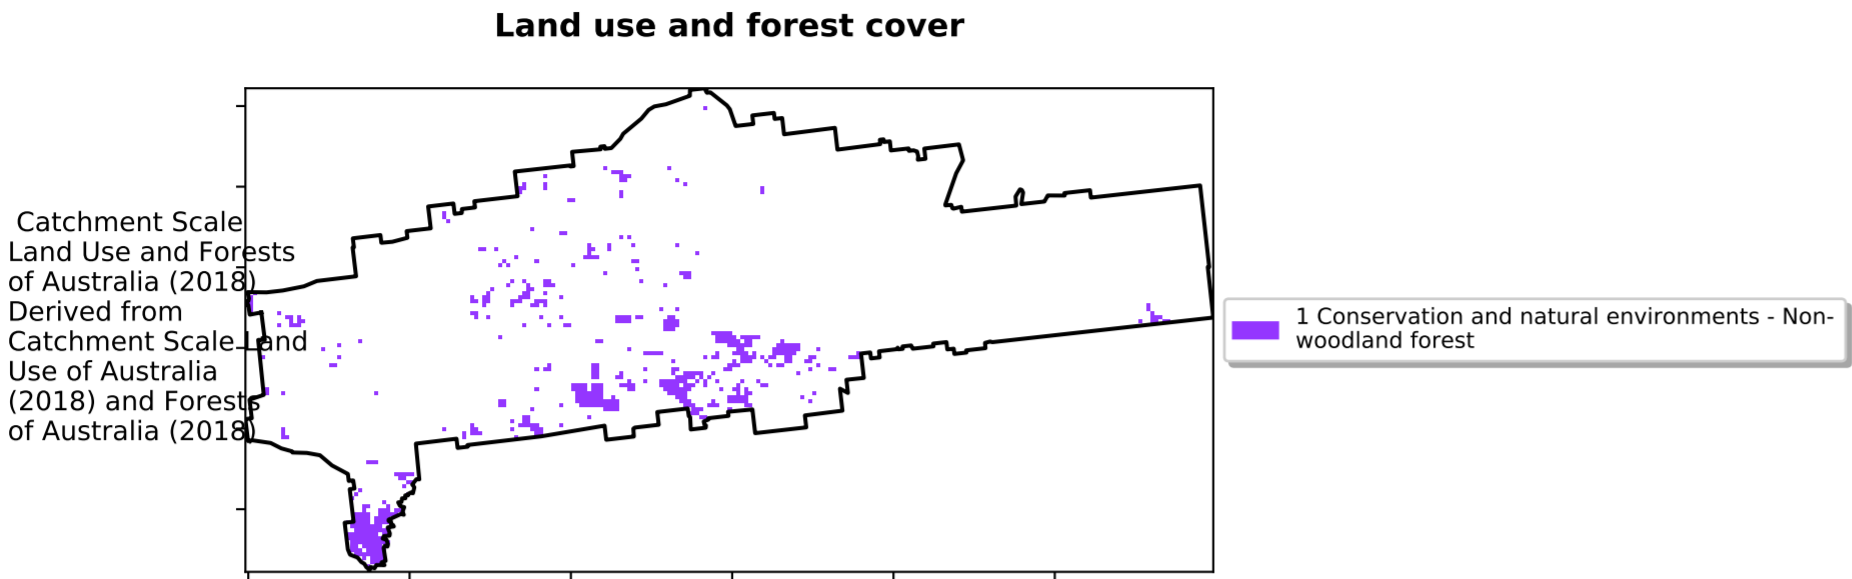 Land use and forest cover
Catchment Scale
Land Use and Forests
of Australia (2018)
Derived from
Catchment Scale Land
Use of Australia
(2018) and Forests
of Australia (2018)
1 Conservation and natural environments - Non-
woodland forest